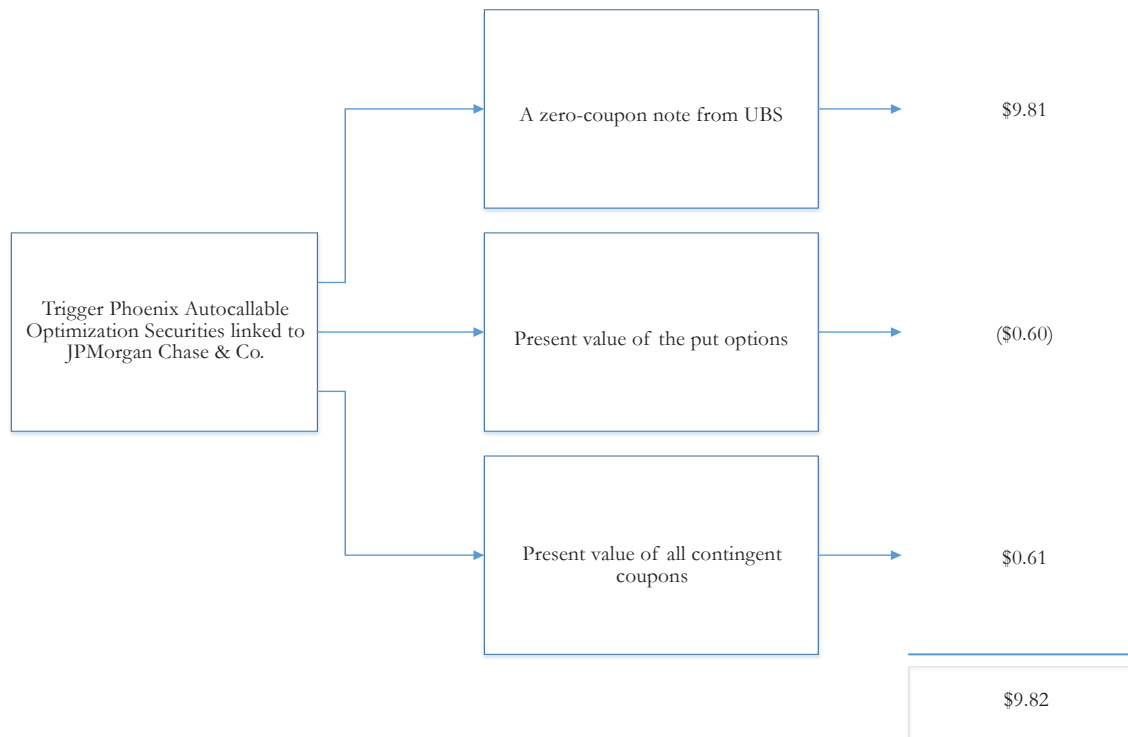 A zero-coupon note from UBS
$9.81
Trigger Phoenix Autocallable
Optimization Securities linked to
JPMorgan Chase & Co.
Present value of the put options
($0.60)
Present value of all contingent
coupons
$0.61
$9.82